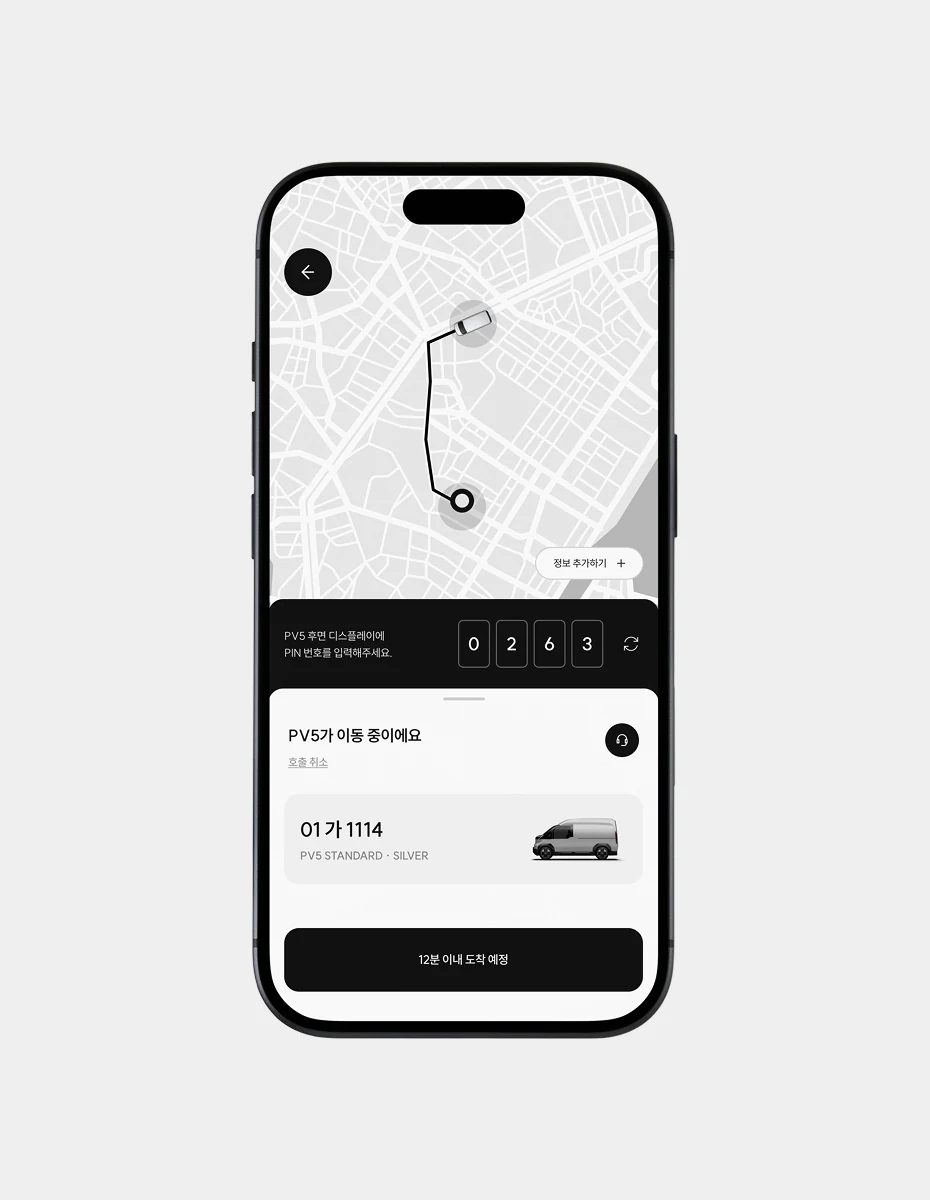 정보 추가하기
PV5 후면 디스플레이에
PIN 번호를 입력해주세요.
0 2 6 3
PV5가 이동 중이에요
호출 취소
01 가 1114
PV5 STANDARD · SILVER
12분 이내 도착 예정